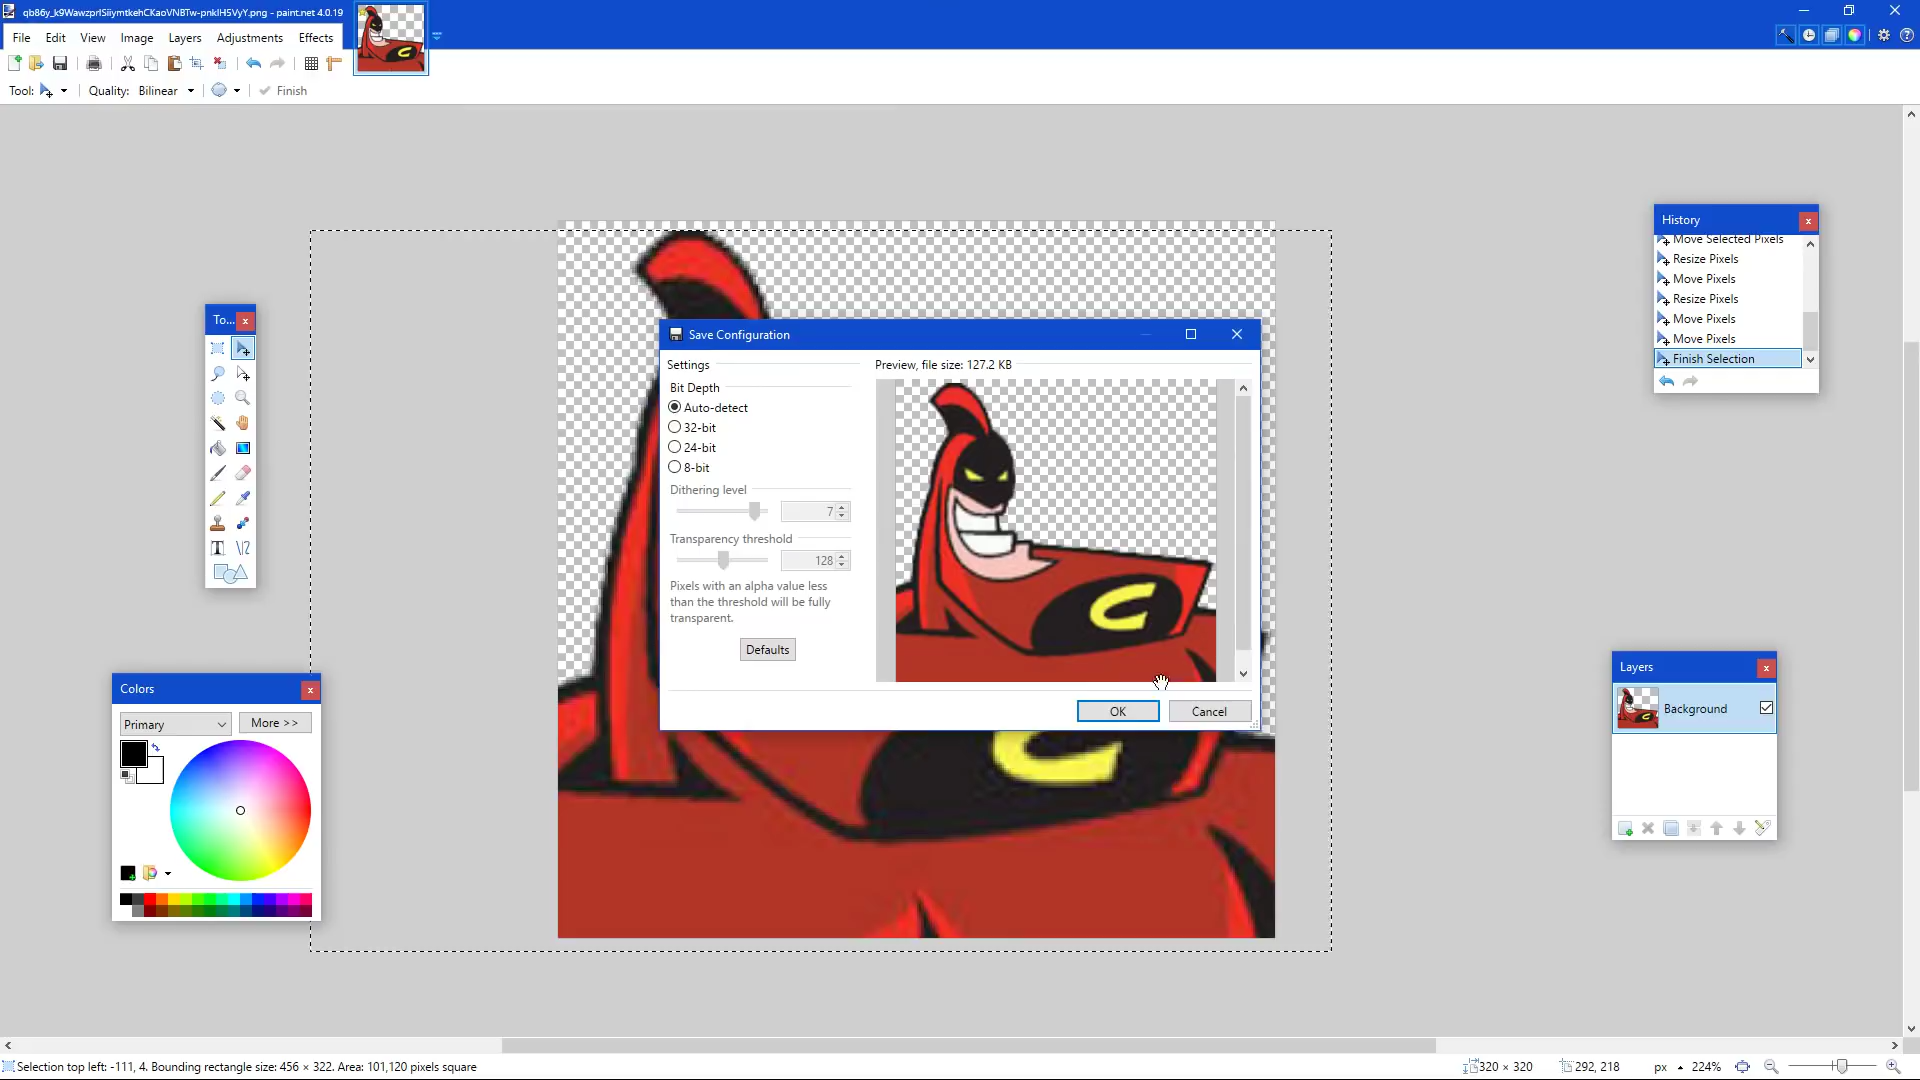 qb86y_k9WawzprISiiymtkehCKaoVNBTw-pnklH5VyY.png - paint.net 4.0.19
File Edit View Image Layers Adjustments Effects
Tool: Quality: Bilinear Finish
History
Move Selected Pixels
Resize Pixels
Move Pixels
Resize Pixels
Move Pixels
Move Pixels
Finish Selection
To...
Save Configuration
Settings
Preview, file size: 127.2 KB
Bit Depth
Auto-detect
32-bit
24-bit
8-bit
Dithering level
7
Transparency threshold
128
Pixels with an alpha value less
than the threshold will be fully
transparent.
Defaults
OK Cancel
C
C
Colors
Primary More >>
Layers
Background
Selection top left: -111, 4. Bounding rectangle size: 456 × 322. Area: 101,120 pixels square
320 × 320 292, 218 px 224%